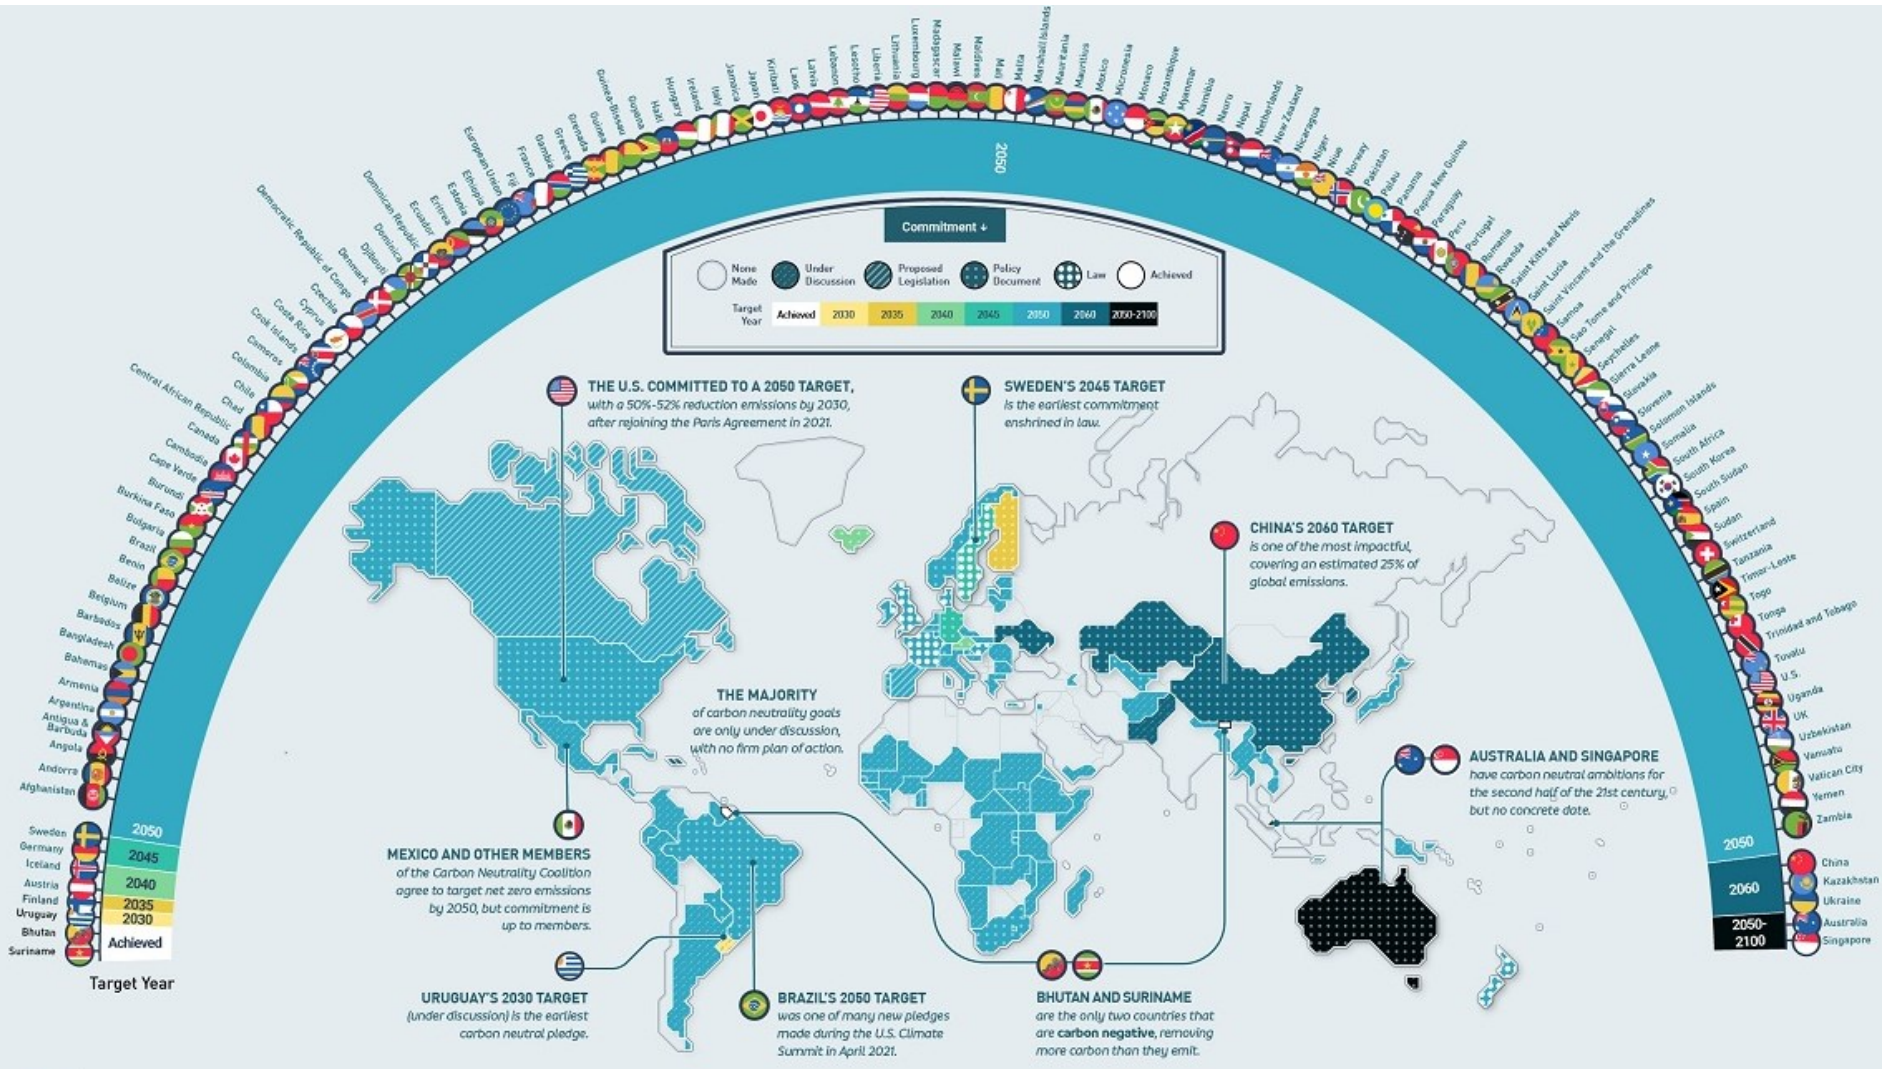 Afghanistan
Andorra
Angola
Antigua &
Barbuda
Argentina
Armenia
Bahamas
Bangladesh
Barbados
Belgium
Belize
Benin
Brazil
Bulgaria
Burkina Faso
Burundi
Cape Verde
Cambodia
Canada
Central African Republic
Chad
Chile
Colombia
Comoros
Cook Islands
Costa Rica
Cyprus
Czechia
Democratic Republic of Congo
Denmark
Djibouti
Dominica
Dominican Republic
Ecuador
Eritrea
Estonia
Ethiopia
European Union
Fiji
France
Gambia
Greece
Grenada
Guinea
Guinea-Bissau
Guyana
Haiti
Hungary
Ireland
Italy
Jamaica
Japan
Kiribati
Laos
Latvia
Lebanon
Lesotho
Liberia
Lithuania
Luxembourg
Madagascar
Malawi
Maldives
Mali
Malta
Marshall Islands
Mauritania
Mauritius
Mexico
Micronesia
Monaco
Mozambique
Myanmar
Namibia
Neuru
Nepal
Netherlands
New Zealand
Nicaragua
Niger
Niue
Norway
Pakistan
Palau
Panama
Papua New Guinea
Paraguay
Peru
Portugal
Romania
Rwanda
Saint Kitts and Nevis
Saint Lucia
Saint Vincent and the Grenadines
Samoa
Sao Tome and Principe
Senegal
Seychelles
Sierra Leone
Slovakia
Slovenia
Solomon Islands
Somalia
South Africa
South Korea
South Sudan
Spain
Sudan
Switzerland
Tanzania
Timor-Leste
Togo
Tonga
Trinidad and Tobago
Tuvalu
U.S.
Uganda
UK
Uzbekistan
Vanuatu
Vatican City
Yemen
Zambia
2050
Commitment ↓
None
Made
Under
Discussion
Proposed
Legislation
Policy
Document
Law
Achieved
Target
Year
Achieved
2030
2035
2040
2045
2050
2060
2050-2100
THE U.S. COMMITTED TO A 2050 TARGET,
with a 50%-52% reduction emissions by 2030,
after rejoining the Paris Agreement in 2021.
SWEDEN'S 2045 TARGET
is the earliest commitment
enshrined in law.
CHINA'S 2060 TARGET
is one of the most impactful,
covering an estimated 25% of
global emissions.
THE MAJORITY
of carbon neutrality goals
are only under discussion,
with no firm plan of action.
AUSTRALIA AND SINGAPORE
have carbon neutral ambitions for
the second half of the 21st century,
but no concrete date.
MEXICO AND OTHER MEMBERS
of the Carbon Neutrality Coalition
agree to target net zero emissions
by 2050, but commitment is
up to members.
URUGUAY'S 2030 TARGET
(under discussion) is the earliest
carbon neutral pledge.
BRAZIL'S 2050 TARGET
was one of many new pledges
made during the U.S. Climate
Summit in April 2021.
BHUTAN AND SURINAME
are the only two countries that
are carbon negative, removing
more carbon than they emit.
Sweden
Germany
Iceland
Austria
Finland
Uruguay
Bhutan
Suriname
2050
2045
2040
2035
2030
Achieved
Target Year
2050
2060
2050-
2100
China
Kazakhstan
Ukraine
Australia
Singapore